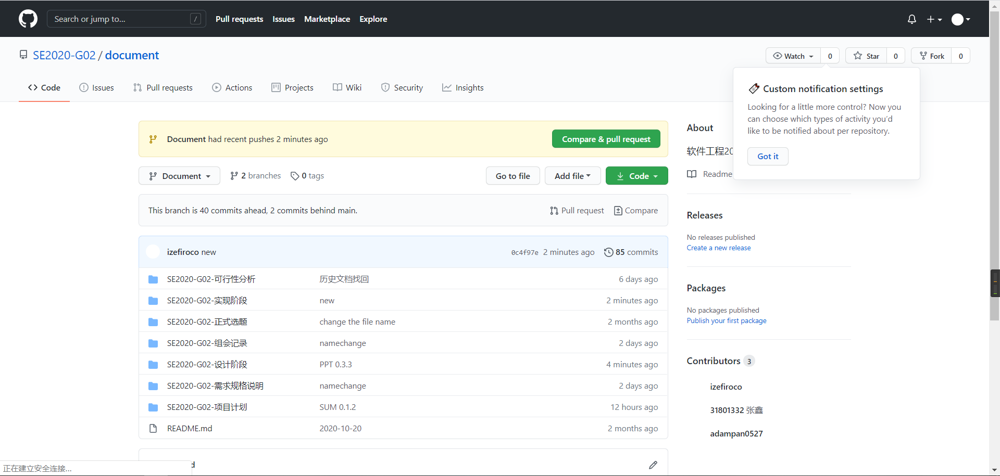 Search or jump to... /
Pull requests Issues Marketplace Explore
SE2020-G02 / document
Watch 0 Star 0 Fork 0
Code Issues Pull requests Actions Projects Wiki Security Insights
Custom notification settings
Looking for a little more control? Now you
can choose which types of activity you'd
like to be notified about per repository.
Got it
Document had recent pushes 2 minutes ago
Compare & pull request
Document 2 branches 0 tags
Go to file Add file Code
This branch is 40 commits ahead, 2 commits behind main.
Pull request Compare
izefiroco new 0c4f97e 2 minutes ago 85 commits
SE2020-G02-可行性分析 历史文档找回 6 days ago
SE2020-G02-实现阶段 new 2 minutes ago
SE2020-G02-正式选题 change the file name 2 months ago
SE2020-G02-组会记录 namechange 2 days ago
SE2020-G02-设计阶段 PPT 0.3.3 4 minutes ago
SE2020-G02-需求规格说明 namechange 2 days ago
SE2020-G02-项目计划 SUM 0.1.2 12 hours ago
README.md 2020-10-20 2 months ago
d
About
软件工程20
Readme
Releases
No releases published
Create a new release
Packages
No packages published
Publish your first package
Contributors 3
izefiroco
31801332 张鑫
adampan0527
正在建立安全连接...